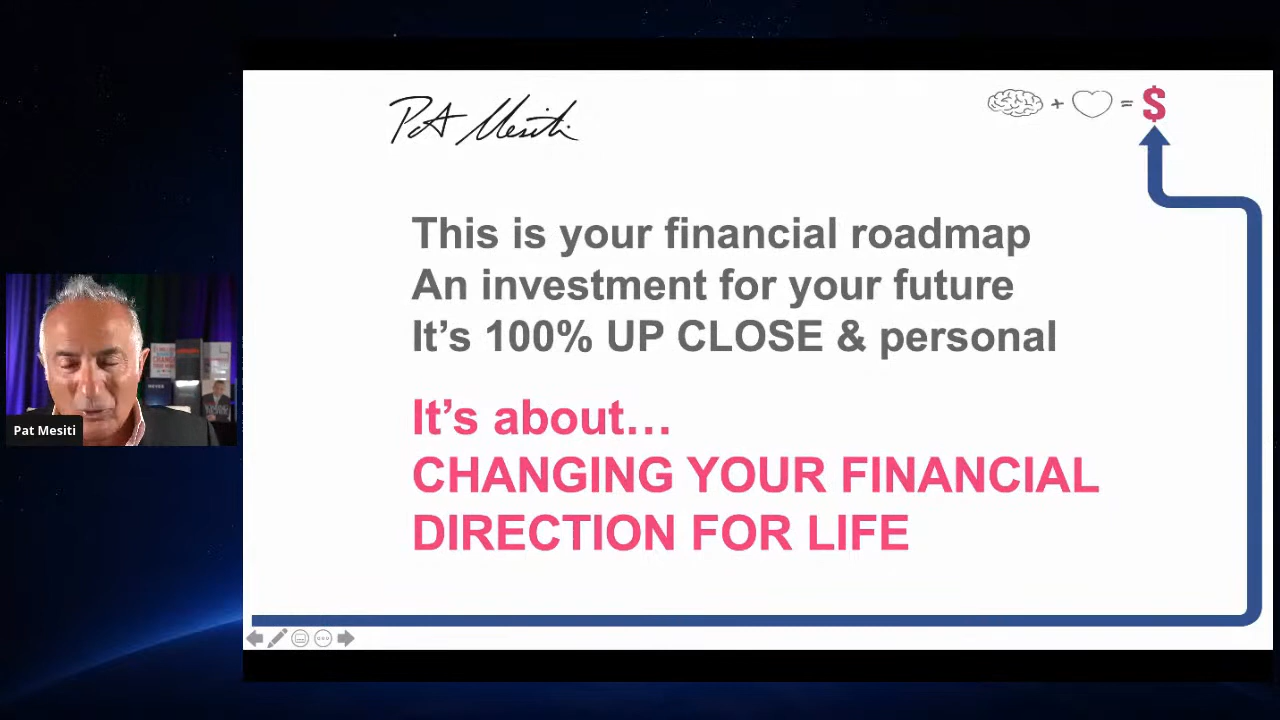 Pat Mesiti
+ = $
This is your financial roadmap
An investment for your future
It's 100% UP CLOSE & personal
It's about...
CHANGING YOUR FINANCIAL
DIRECTION FOR LIFE
Pat Mesiti